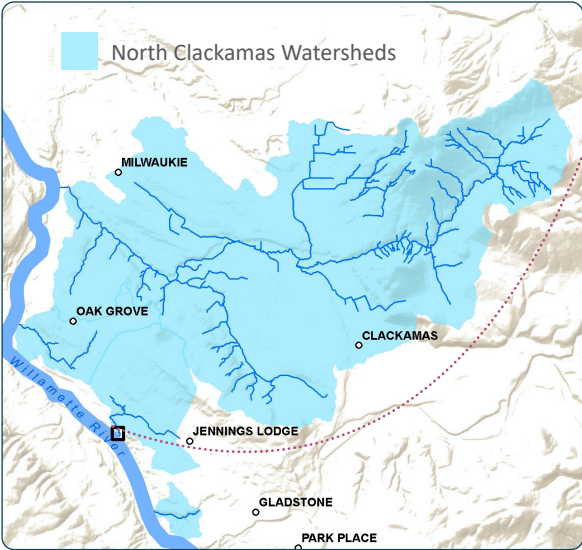 North Clackamas Watersheds
MILWAUKIE
OAK GROVE
CLACKAMAS
Willamette River
JENNINGS LODGE
GLADSTONE
PARK PLACE